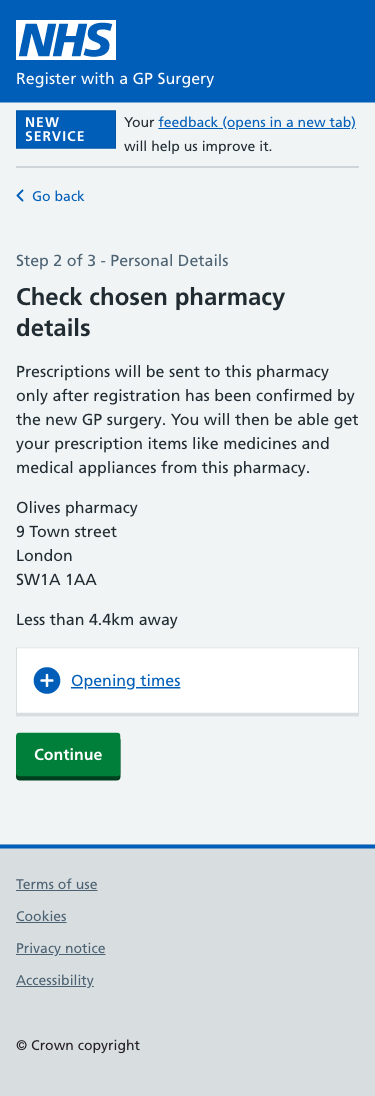 NHS
Register with a GP Surgery
NEW
SERVICE
Your feedback (opens in a new tab)
will help us improve it.
Go back
Step 2 of 3 - Personal Details
Check chosen pharmacy
details
Prescriptions will be sent to this pharmacy
only after registration has been confirmed by
the new GP surgery. You will then be able get
your prescription items like medicines and
medical appliances from this pharmacy.
Olives pharmacy
9 Town street
London
SW1A 1AA
Less than 4.4km away
Opening times
Continue
Terms of use
Cookies
Privacy notice
Accessibility
© Crown copyright